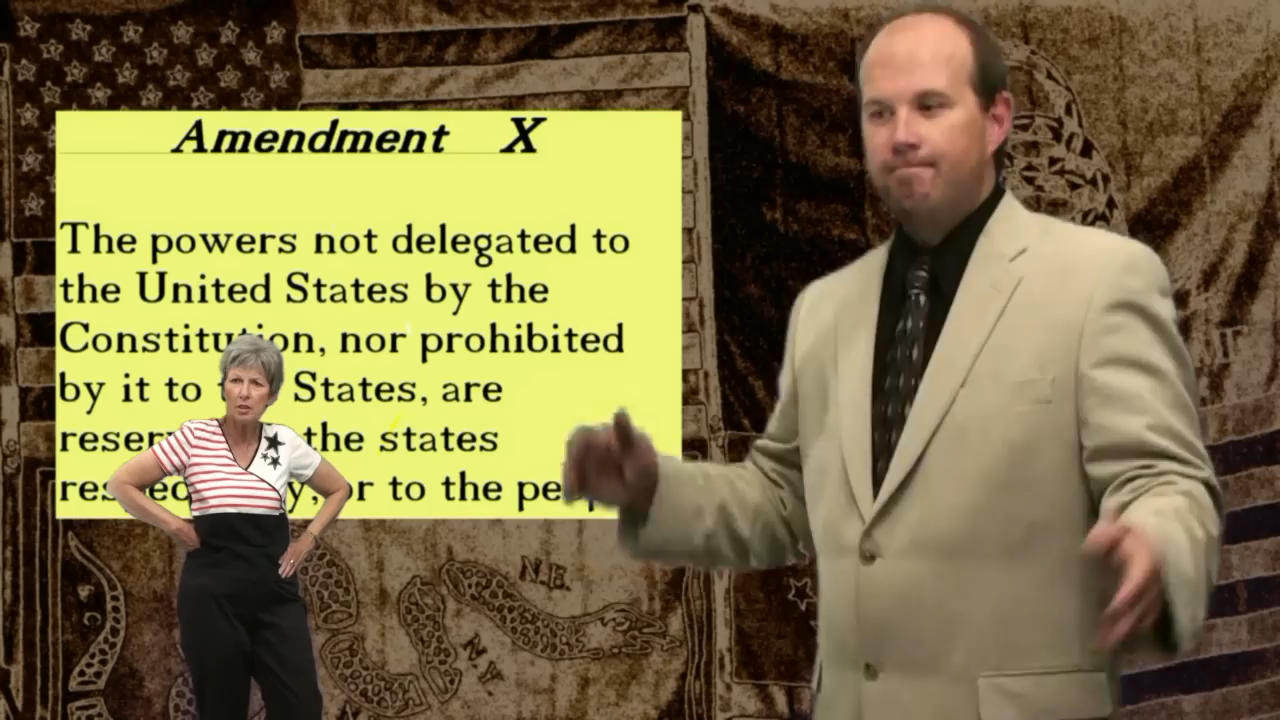 Amendment X
The powers not delegated to
the United States by the
Constitution, nor prohibited
by it to States, are
the states
or to the
N.E.
N.Y.
S C